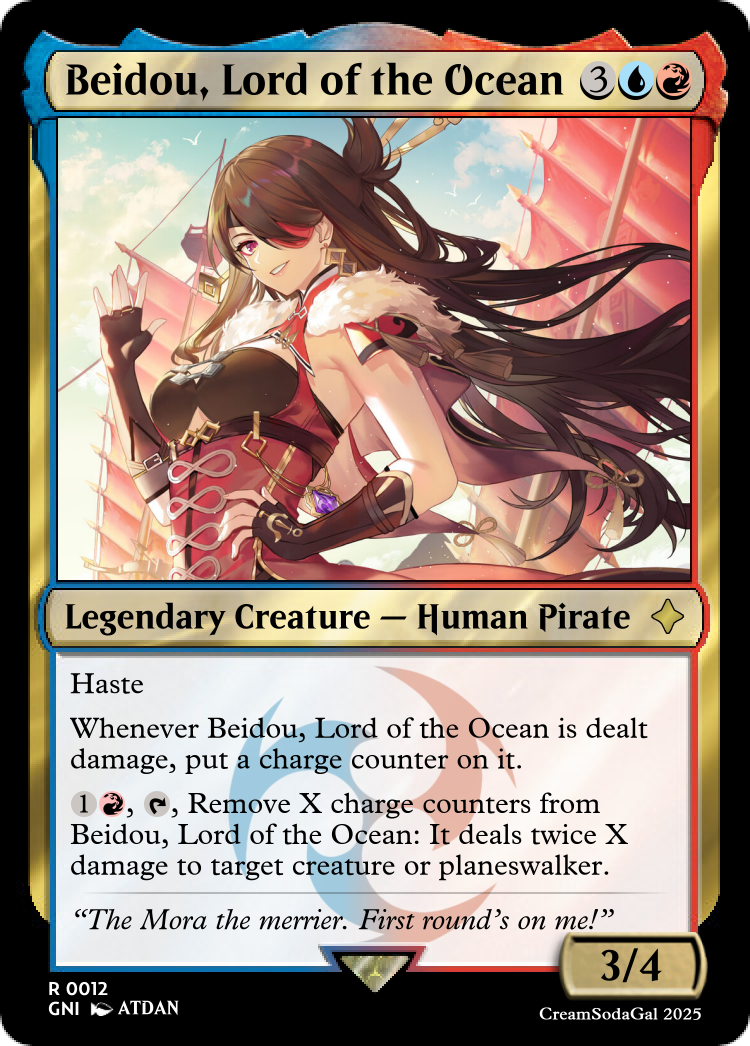 Beidou, Lord of the Ocean 3
Legendary Creature — Human Pirate
Haste
Whenever Beidou, Lord of the Ocean is dealt
damage, put a charge counter on it.
1, , Remove X charge counters from
Beidou, Lord of the Ocean: It deals twice X
damage to target creature or planeswalker.
“The Mora the merrier. First round’s on me!”
3/4
R 0012
GNI ATDAN
CreamSodaGal 2025